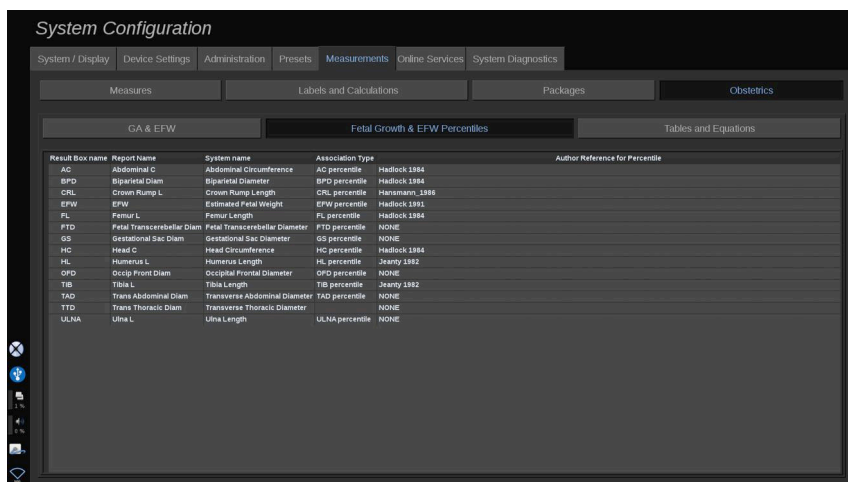 System Configuration
System / Display Device Settings Administration Presets Measurements Online Services System Diagnostics
Measures Labels and Calculations Packages Obstetrics
GA & EFW Fetal Growth & EFW Percentiles Tables and Equations
Result Box name Report Name System name Association Type Author Reference for Percentile
AC Abdominal C Abdominal Circumference AC percentile Hadlock 1984
BPD Biparietal Diam Biparietal Diameter BPD percentile Hadlock 1984
CRL Crown Rump L Crown Rump Length CRL percentile Hansmann_1986
EFW EFW Estimated Fetal Weight EFW percentile Hadlock 1991
FL Femur L Femur Length FL percentile Hadlock 1984
FTD Fetal Transcerebellar Diam Fetal Transcerebellar Diameter FTD percentile NONE
GS Gestational Sac Diam Gestational Sac Diameter GS percentile NONE
HC Head C Head Circumference HC percentile Hadlock 1984
HL Humerus L Humerus Length HL percentile Jeanty 1982
OFD Occip Front Diam Occipital Frontal Diameter OFD percentile NONE
TIB Tibia L Tibia Length TIB percentile Jeanty 1982
TAD Trans Abdominal Diam Transverse Abdominal Diameter TAD percentile NONE
TTD Trans Thoracic Diam Transverse Thoracic Diameter NONE
ULNA Ulna L Ulna Length ULNA percentile NONE
1 %
0 %